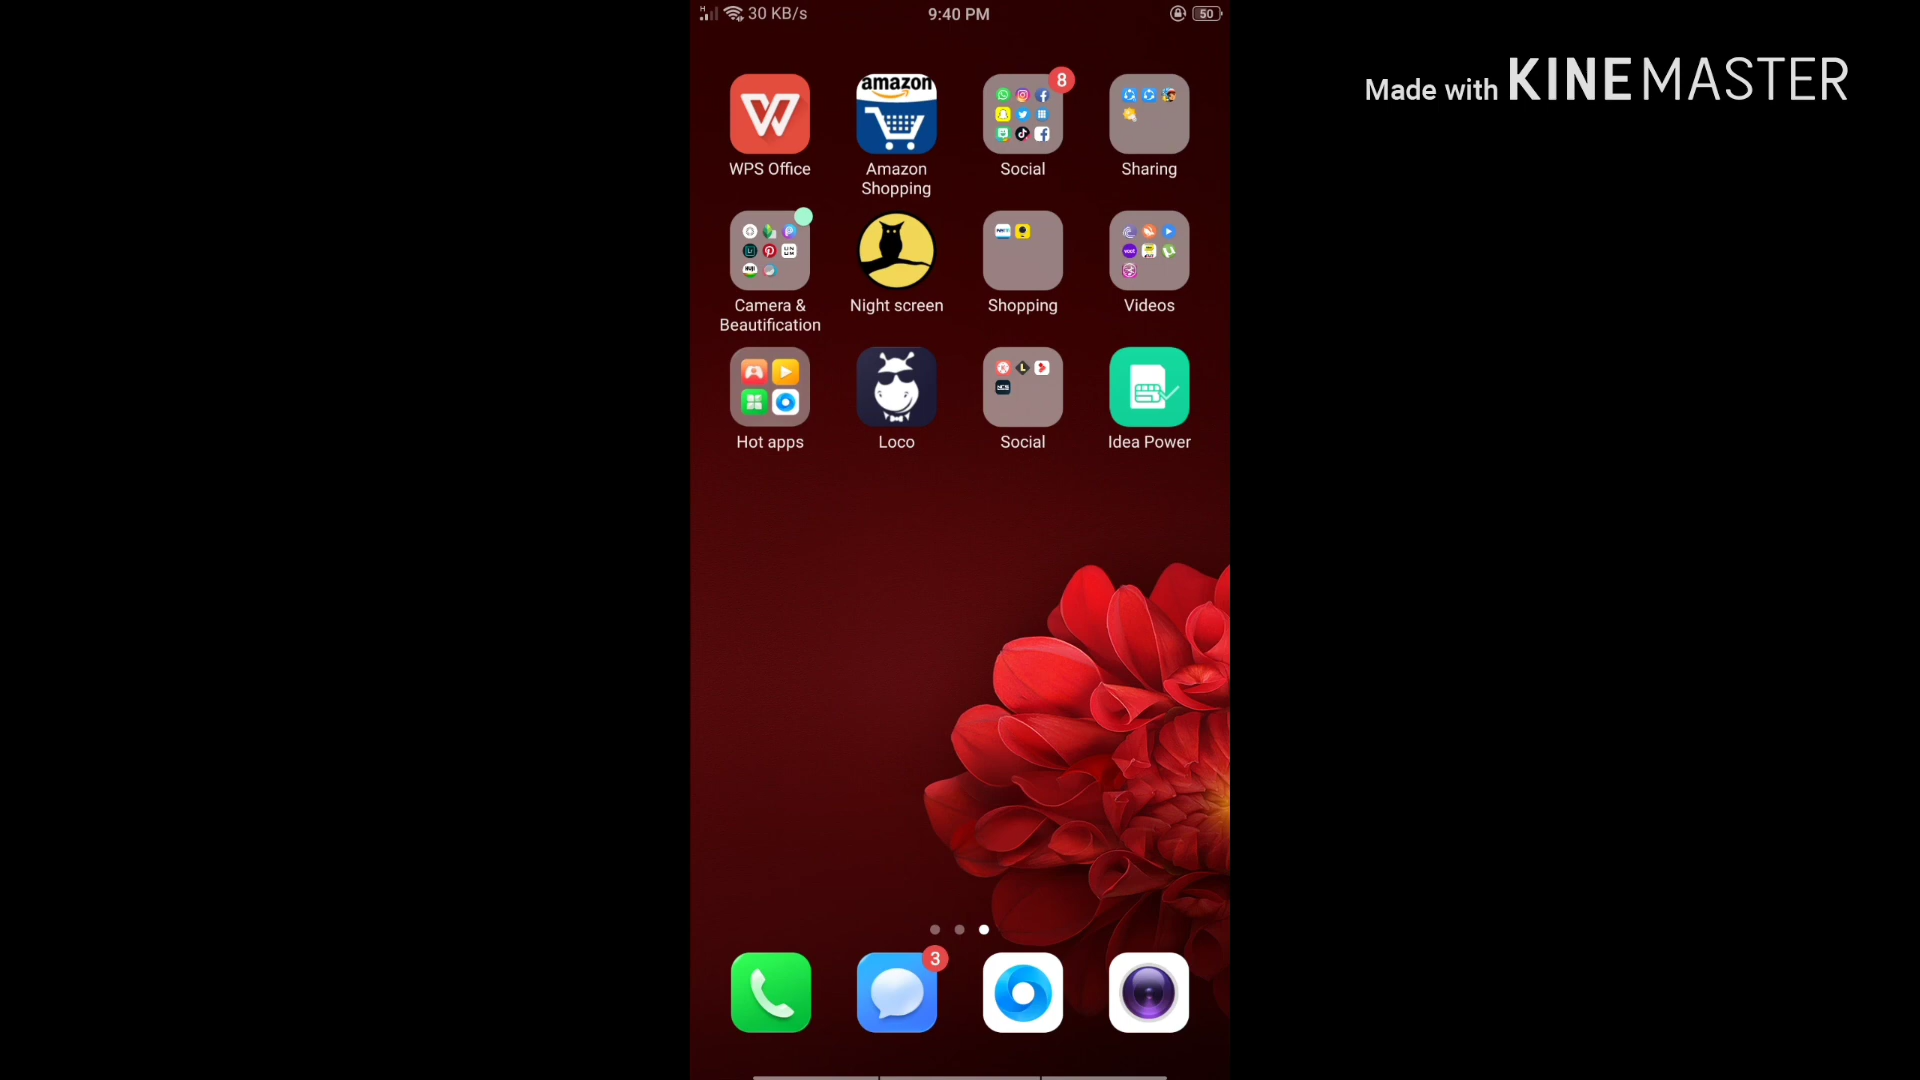 30 KB/s
9:40 PM
50
Made with KINEMASTER
amazon
8
WPS Office
Amazon
Shopping
Social
Sharing
Camera &
Beautification
Night screen
Shopping
Videos
Hot apps
Loco
Social
Idea Power
3